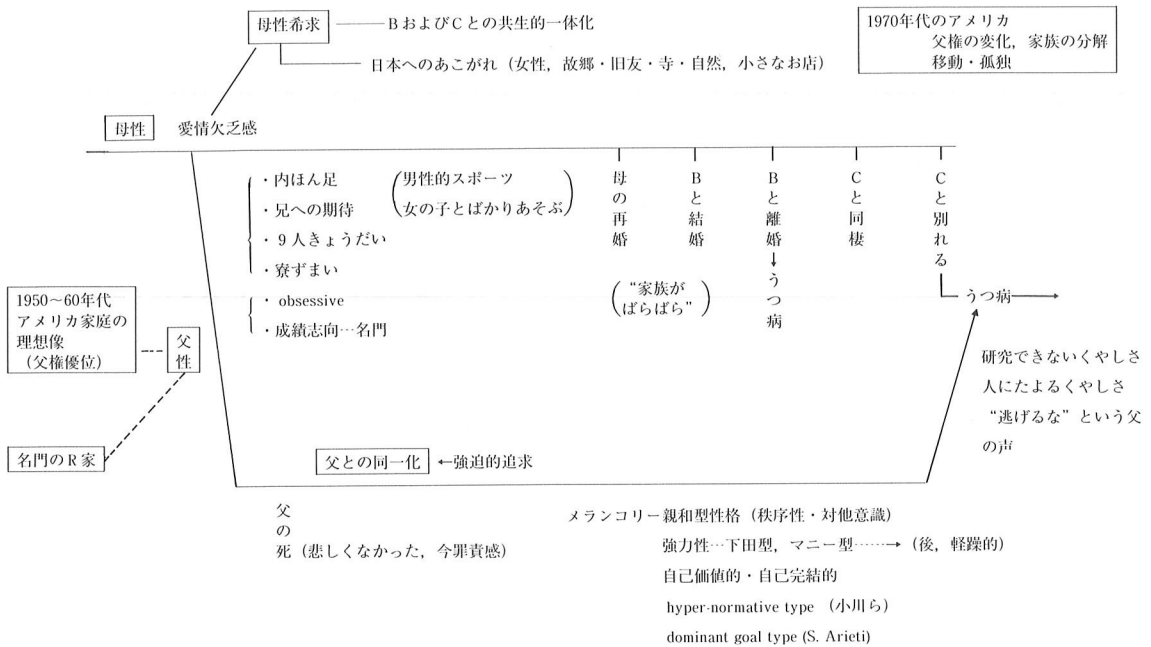 母性希求
BおよびCとの共生的一体化
日本へのあこがれ（女性，故郷・旧友・寺・自然，小さなお店）
1970年代のアメリカ
父権の変化，家族の分解
移動・孤独
母性
愛情欠乏感
・内ほん足
・兄への期待
・9人きょうだい
・寮ずまい
・obsessive
・成績志向…名門
（男性的スポーツ
女の子とばかりあそぶ）
母の再婚
（“家族が
ばらばら”）
Bと結婚
Bと離婚→うつ病
Cと同棲
Cと別れる
うつ病
1950～60年代
アメリカ家庭の
理想像
（父権優位）
父性
名門のR家
研究できないくやしさ
人にたよるくやしさ
“逃げるな”という父
の声
父との同一化 ←強迫的追求
父の死（悲しくなかった，今罪責感）
メランコリー親和型性格（秩序性・対他意識）
強力性…下田型，マニー型……→（後，軽躁的）
自己価値的・自己完結的
hyper-normative type （小川ら）
dominant goal type (S. Arieti)